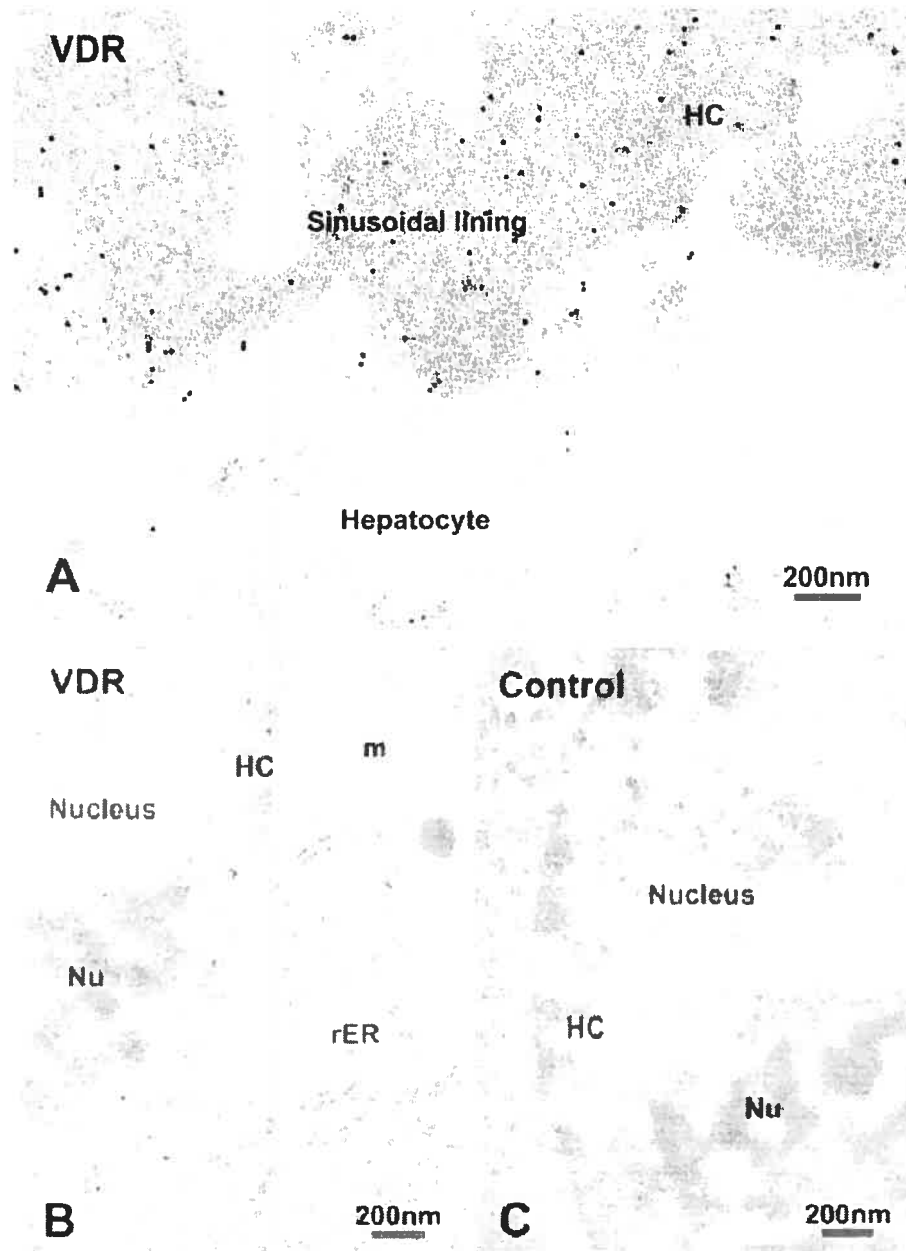 VDR
HC
Sinusoidal lining
Hepatocyte
A
200nm
VDR
HC
m
Nucleus
Nu
rER
B
200nm
Control
Nucleus
HC
Nu
C
200nm